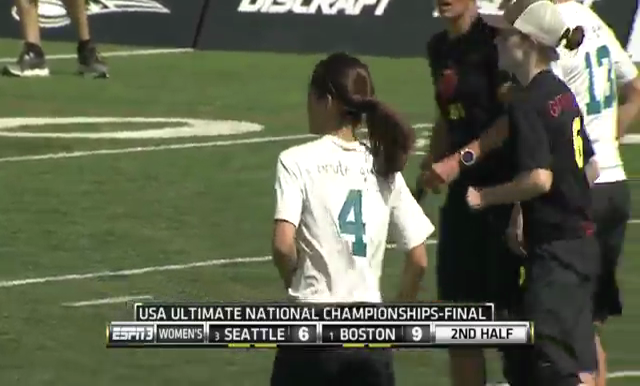 DISCRAFT
13
4
6
USA ULTIMATE NATIONAL CHAMPIONSHIPS-FINAL
ESPN3 WOMEN'S 3 SEATTLE 6 1 BOSTON 9 2ND HALF